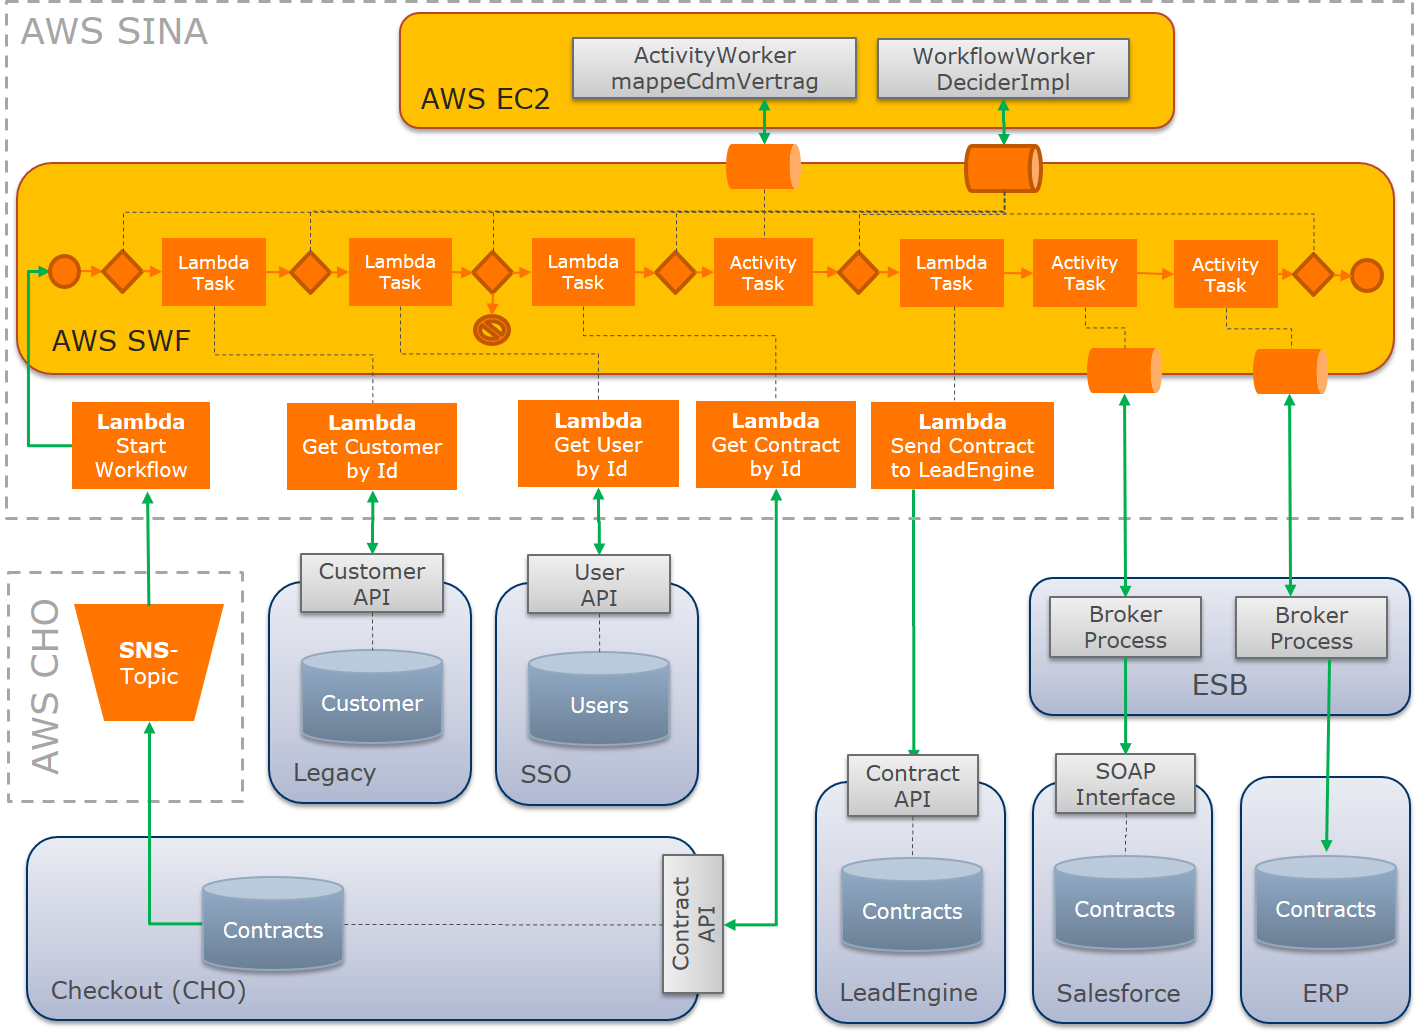 AWS SINA
ActivityWorker
mappeCdmVertrag
WorkflowWorker
DeciderImpl
AWS EC2
Lambda
Task
Lambda
Task
Lambda
Task
Activity
Task
Lambda
Task
Activity
Task
Activity
Task
AWS SWF
Lambda
Start
Workflow
Lambda
Get Customer
by Id
Lambda
Get User
by Id
Lambda
Get Contract
by Id
Lambda
Send Contract
to LeadEngine
AWS CHO
SNS-
Topic
Customer
API
Customer
Legacy
User
API
Users
SSO
Broker
Process
Broker
Process
ESB
Contract
API
Contracts
LeadEngine
SOAP
Interface
Contracts
Salesforce
Contracts
ERP
Contracts
Contract
API
Checkout (CHO)